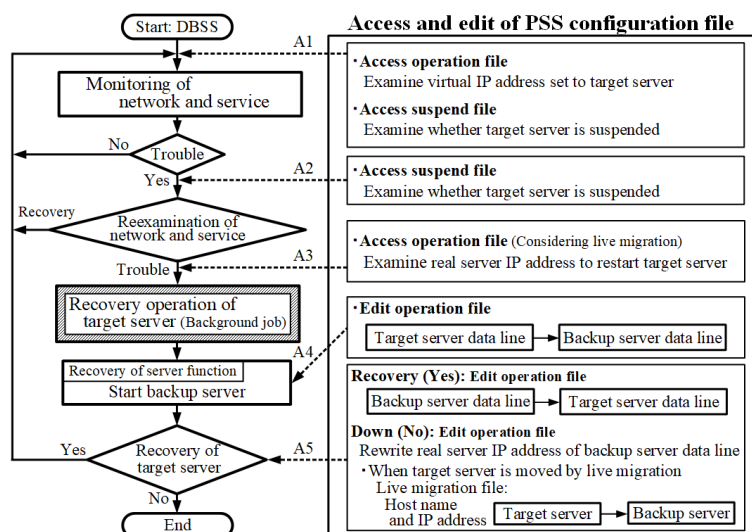 Start: DBSS
A1
Monitoring of
network and service
No
Trouble
Yes
A2
Recovery
Reexamination of
network and service
A3
Trouble
Recovery operation of
target server (Background job)
A4
Recovery of server function
Start backup server
Yes
Recovery of
target server
A5
No
End
Access and edit of PSS configuration file
・Access operation file
Examine virtual IP address set to target server
・Access suspend file
Examine whether target server is suspended
・Access suspend file
Examine whether target server is suspended
・Access operation file (Considering live migration)
Examine real server IP address to restart target server
・Edit operation file
Target server data line
Backup server data line
Recovery (Yes): Edit operation file
Backup server data line
Target server data line
Down (No): Edit operation file
Rewrite real server IP address of backup server data line
・When target server is moved by live migration
Live migration file:
Host name
and IP address
Target server
Backup server